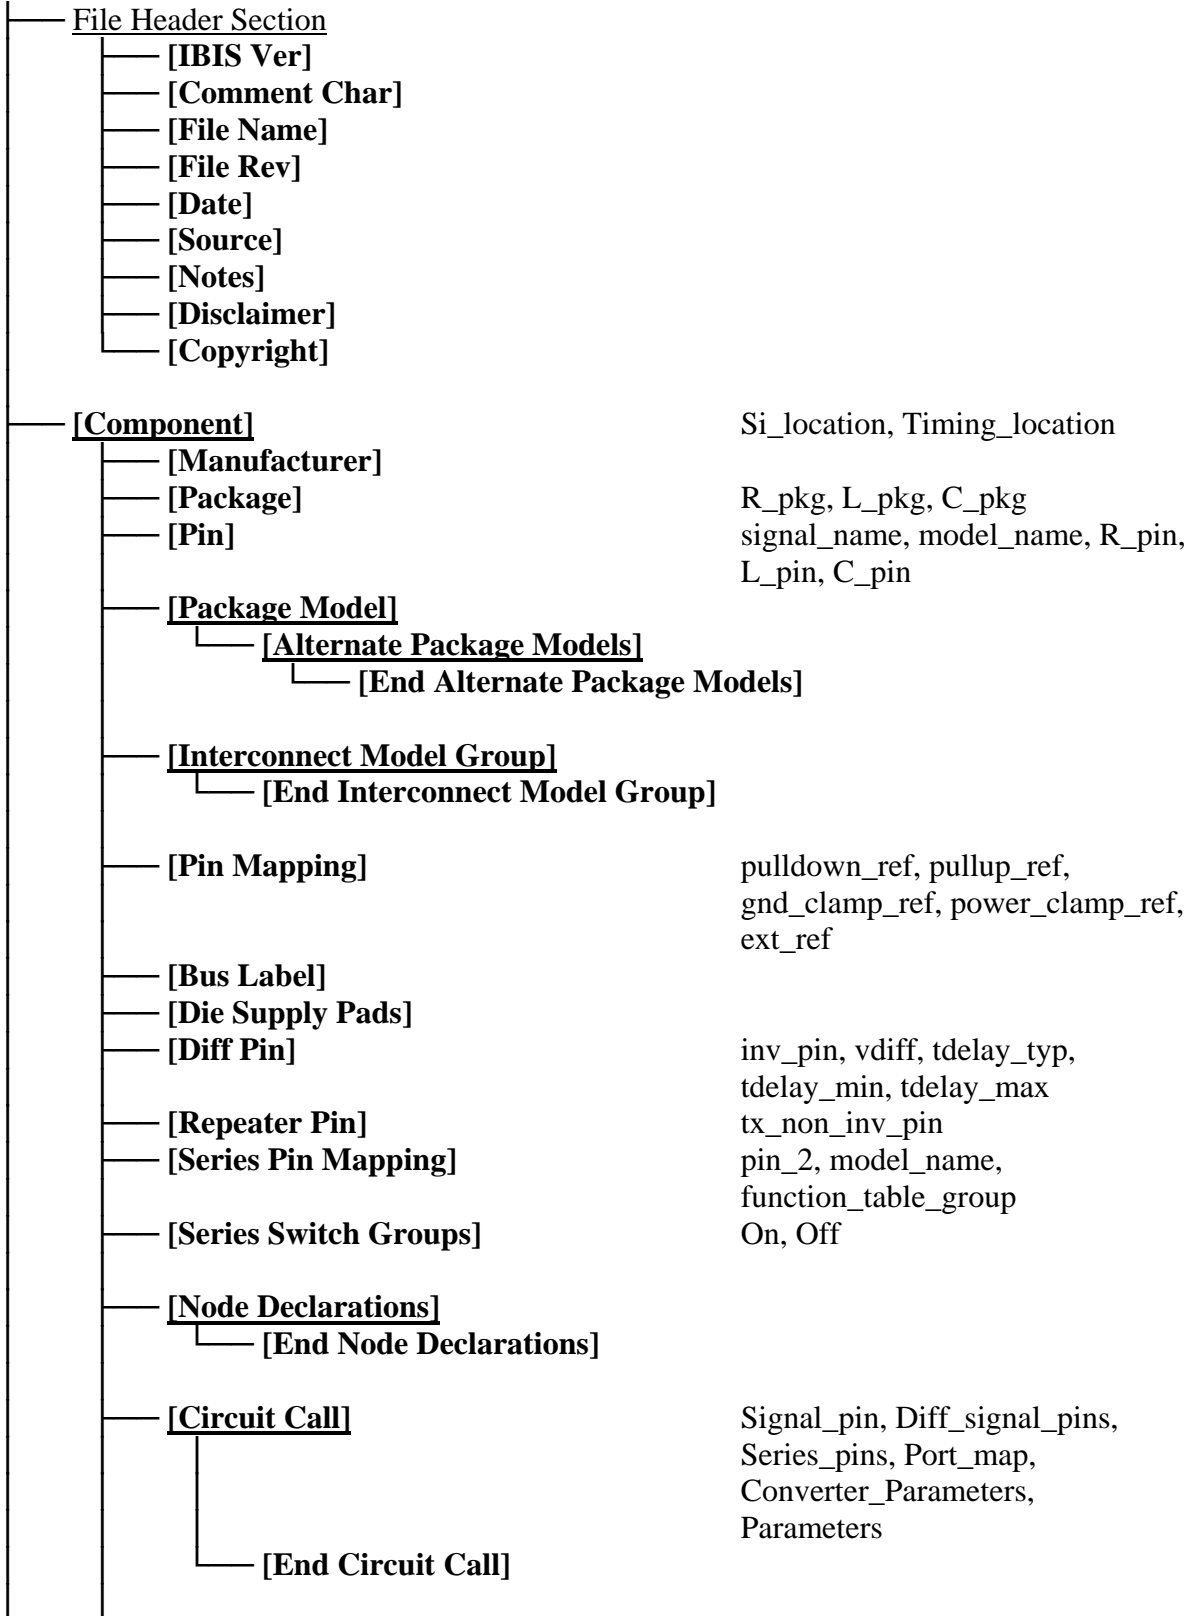 File Header Section
[IBIS Ver]
[Comment Char]
[File Name]
[File Rev]
[Date]
[Source]
[Notes]
[Disclaimer]
[Copyright]
[Component] Si_location, Timing_location
[Manufacturer]
[Package] R_pkg, L_pkg, C_pkg
[Pin] signal_name, model_name, R_pin,
L_pin, C_pin
[Package Model]
[Alternate Package Models]
[End Alternate Package Models]
[Interconnect Model Group]
[End Interconnect Model Group]
[Pin Mapping] pulldown_ref, pullup_ref,
gnd_clamp_ref, power_clamp_ref,
ext_ref
[Bus Label]
[Die Supply Pads]
[Diff Pin] inv_pin, vdiff, tdelay_typ,
tdelay_min, tdelay_max
[Repeater Pin] tx_non_inv_pin
[Series Pin Mapping] pin_2, model_name,
function_table_group
[Series Switch Groups] On, Off
[Node Declarations]
[End Node Declarations]
[Circuit Call] Signal_pin, Diff_signal_pins,
Series_pins, Port_map,
Converter_Parameters,
Parameters
[End Circuit Call]